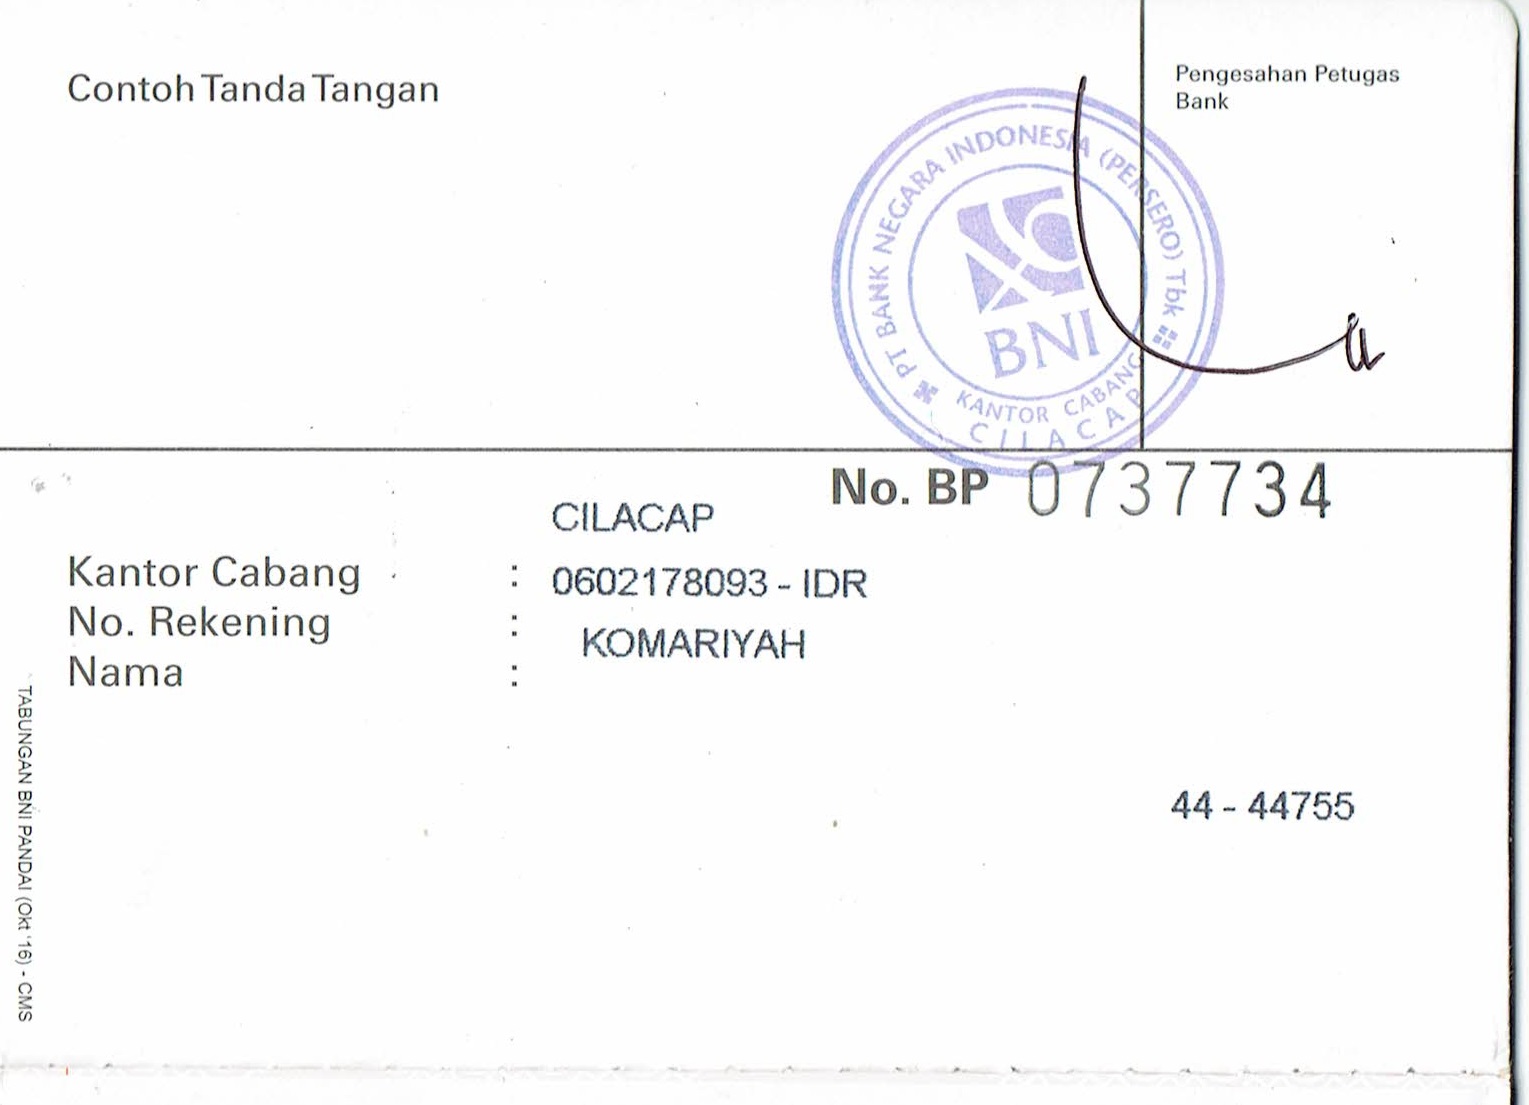 Contoh Tanda Tangan
Pengesahan Petugas
Bank
PT BANK NEGARA INDONESIA (PERSERO) Tbk
BNI
KANTOR CABANG
CILACAP
No. BP 0737734
CILACAP
Kantor Cabang : 0602178093 - IDR
No. Rekening :
KOMARIYAH
Nama :
44 - 44755
TABUNGAN BNI PANDAI (Okt '16) - CMS